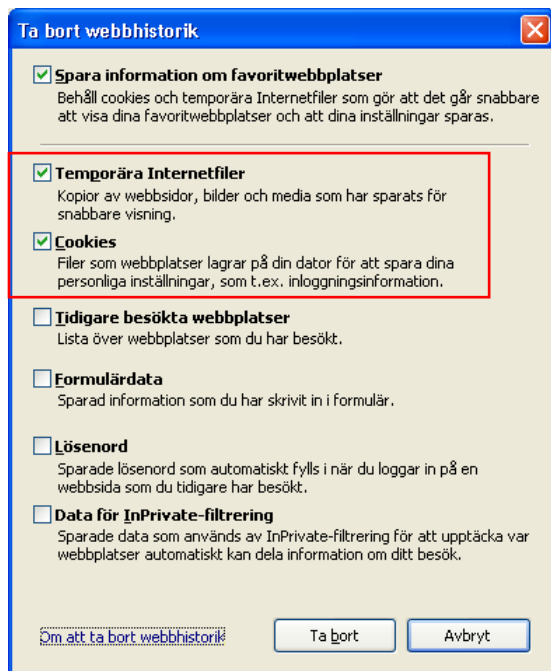 Ta bort webbhistorik
Spara information om favoritwebbplatser
Behåll cookies och temporära Internetfiler som gör att det går snabbare
att visa dina favoritwebbplatser och att dina inställningar sparas.
Temporära Internetfiler
Kopior av webbsidor, bilder och media som har sparats för
snabbare visning.
Cookies
Filer som webbplatser lagrar på din dator för att spara dina
personliga inställningar, som t.ex. inloggningsinformation.
Tidigare besökta webbplatser
Lista över webbplatser som du har besökt.
Formulärdata
Sparad information som du har skrivit in i formulär.
Lösenord
Sparade lösenord som automatiskt fylls i när du loggar in på en
webbsida som du tidigare har besökt.
Data för InPrivate-filtrering
Sparade data som används av InPrivate-filtrering för att upptäcka var
webbplatser automatiskt kan dela information om ditt besök.
Om att ta bort webbhistorik
Ta bort
Avbryt